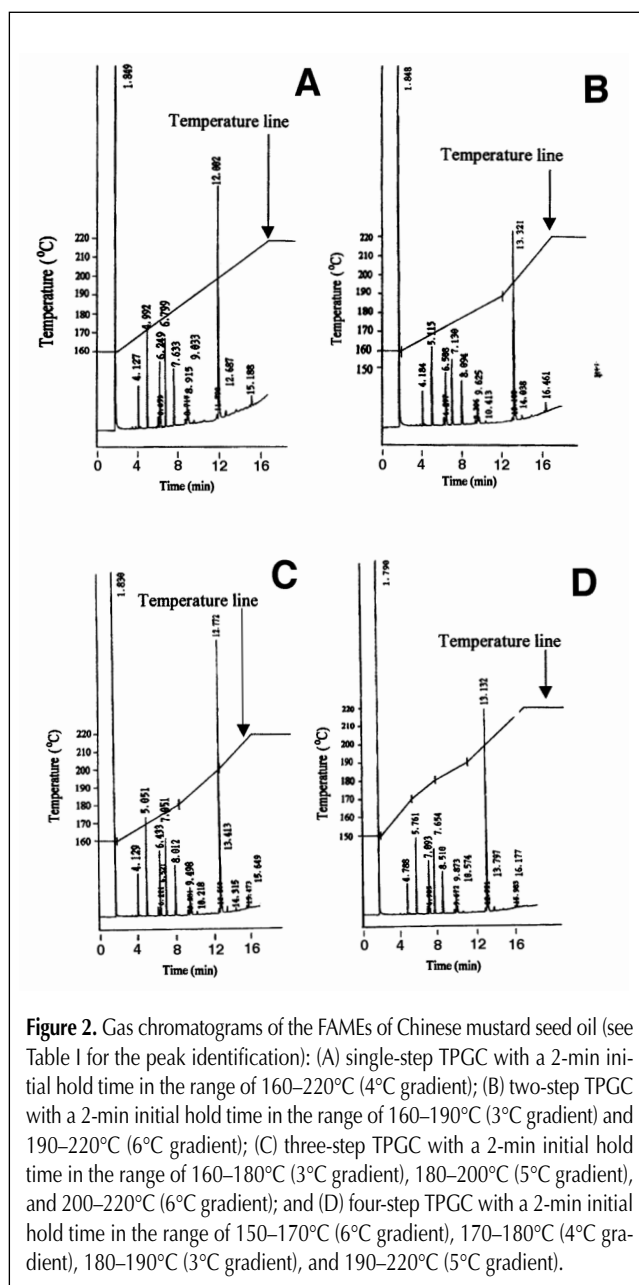 A
1.849
Temperature line
12.002
Temperature (°C)
220
210
200
190
180
170
160
4.127
4.992
6.249
6.799
7.633
8.915
9.033
12.687
15.188
0 4 8 12 16
Time (min)
B
1.848
Temperature line
13.321
Temperature (°C)
220
210
200
190
180
170
160
150
4.184
5.115
6.508
7.130
8.094
9.625
10.413
14.038
16.461
0 4 8 12 16
Time (min)
C
1.830
Temperature line
12.772
Temperature (°C)
220
210
200
190
180
170
160
4.129
5.051
6.433
7.051
8.012
9.498
10.218
13.413
14.315
15.649
0 4 8 12 16
Time (min)
D
1.790
Temperature line
13.132
Temperature (°C)
220
210
200
190
180
170
150
4.788
5.761
7.093
7.654
8.510
9.873
10.574
13.797
16.177
0 4 8 12 16
Time (min)
Figure 2. Gas chromatograms of the FAMEs of Chinese mustard seed oil (see
Table I for the peak identification): (A) single-step TPGC with a 2-min ini-
tial hold time in the range of 160–220°C (4°C gradient); (B) two-step TPGC
with a 2-min initial hold time in the range of 160–190°C (3°C gradient) and
190–220°C (6°C gradient); (C) three-step TPGC with a 2-min initial hold
time in the range of 160–180°C (3°C gradient), 180–200°C (5°C gradient),
and 200–220°C (6°C gradient); and (D) four-step TPGC with a 2-min initial
hold time in the range of 150–170°C (6°C gradient), 170–180°C (4°C gra-
dient), 180–190°C (3°C gradient), and 190–220°C (5°C gradient).